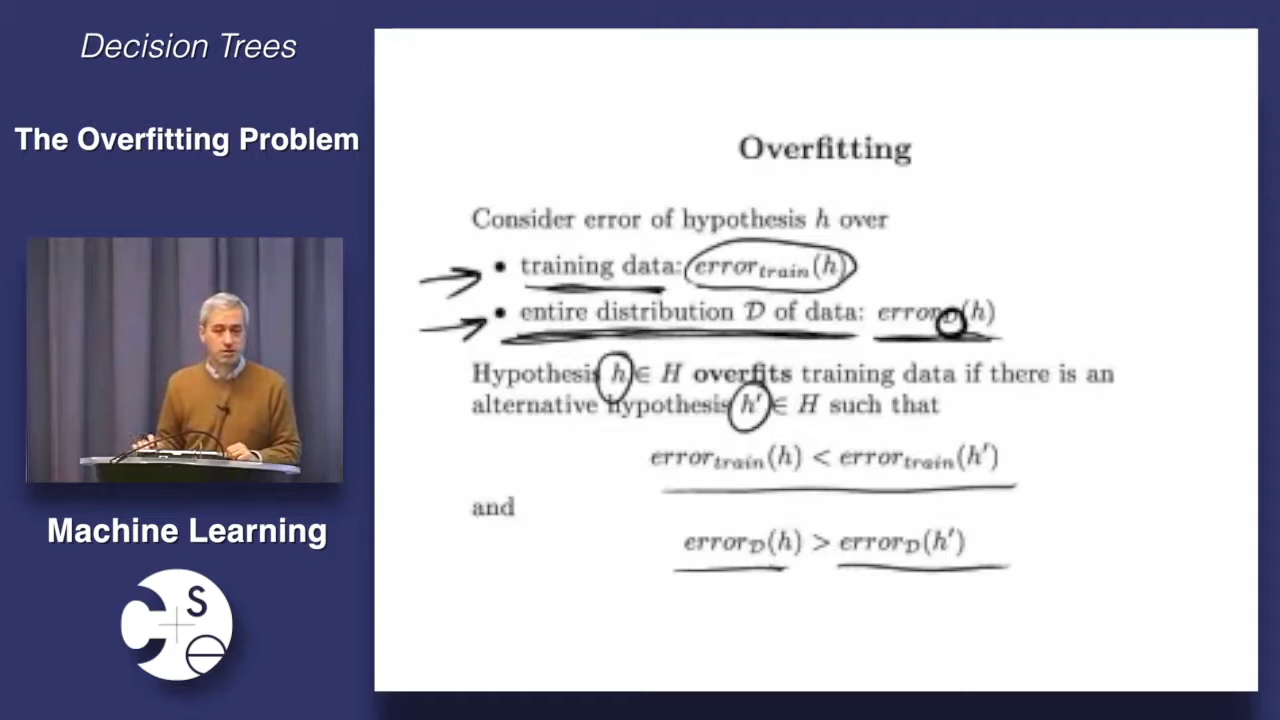 Decision Trees
The Overfitting Problem
Machine Learning
C S e
Overfitting
Consider error of hypothesis h over
• training data: error_train(h)
• entire distribution 𝒟 of data: error_𝒟(h)
Hypothesis h ∈ H overfits training data if there is an
alternative hypothesis h′ ∈ H such that
error_train(h) < error_train(h′)
and
error_𝒟(h) > error_𝒟(h′)